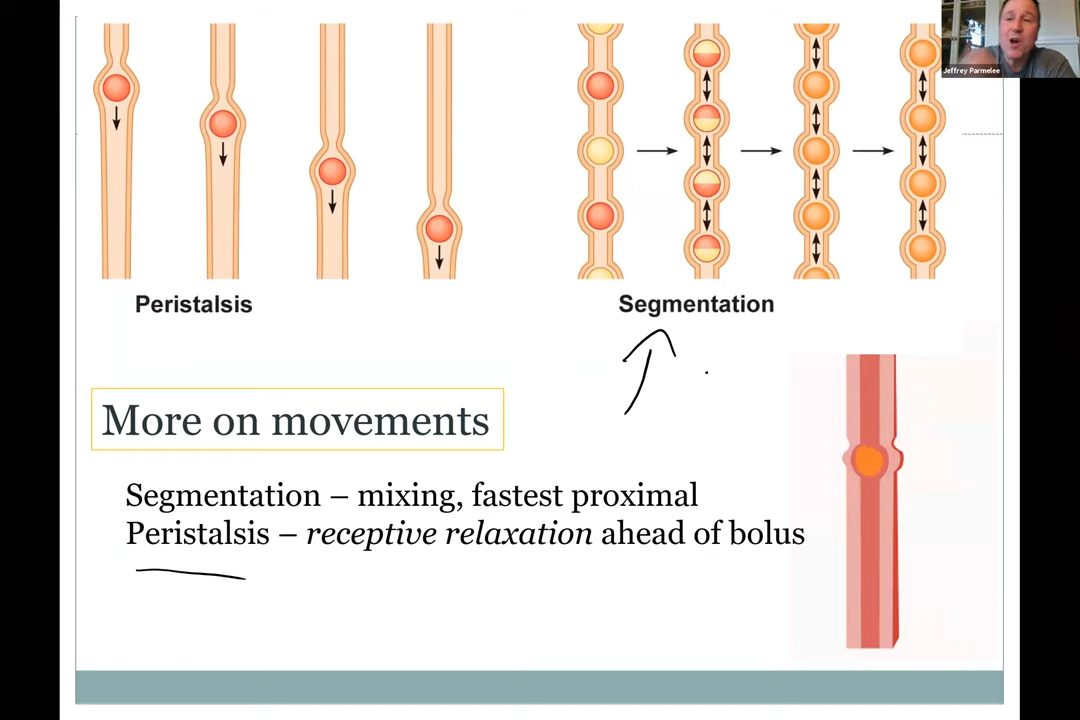 Jeffrey Parmelee
Peristalsis
Segmentation
More on movements
Segmentation – mixing, fastest proximal
Peristalsis – receptive relaxation ahead of bolus